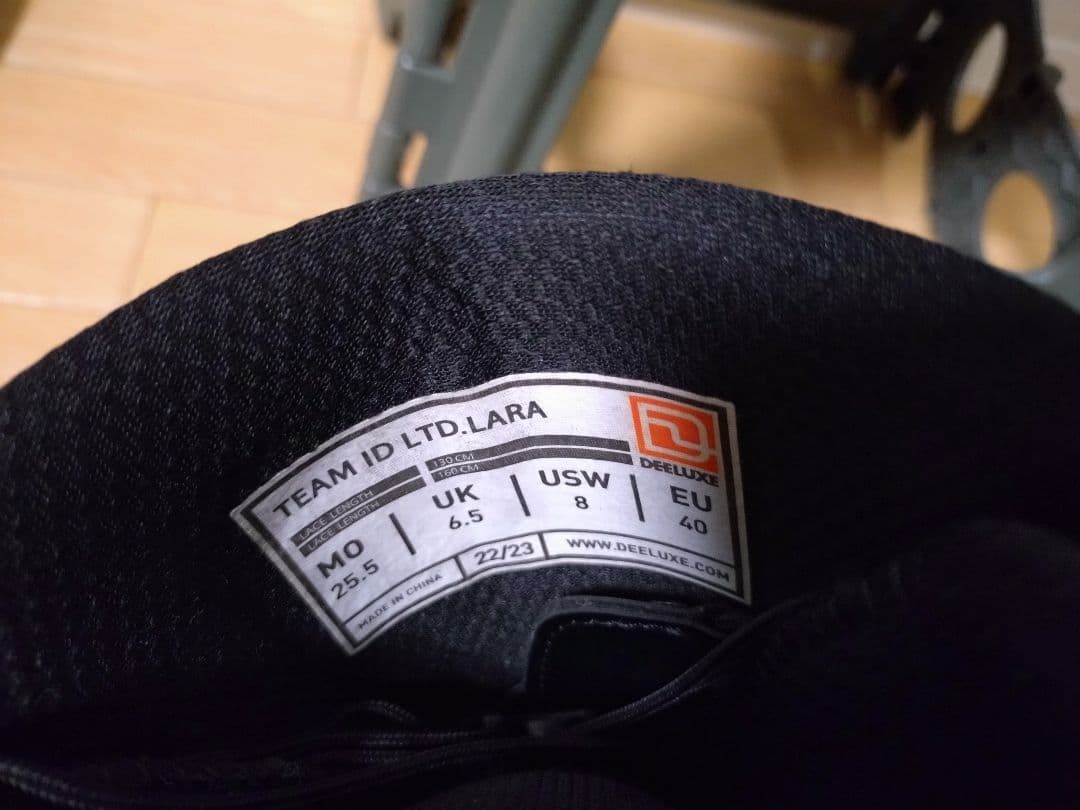 TEAM ID LTD.LARA
LACE LENGTH 130 CM
LACE LENGTH 160 CM
DEELUXE
MO 25.5 | UK 6.5 | USW 8 | EU 40
MADE IN CHINA 22/23 WWW.DEELUXE.COM